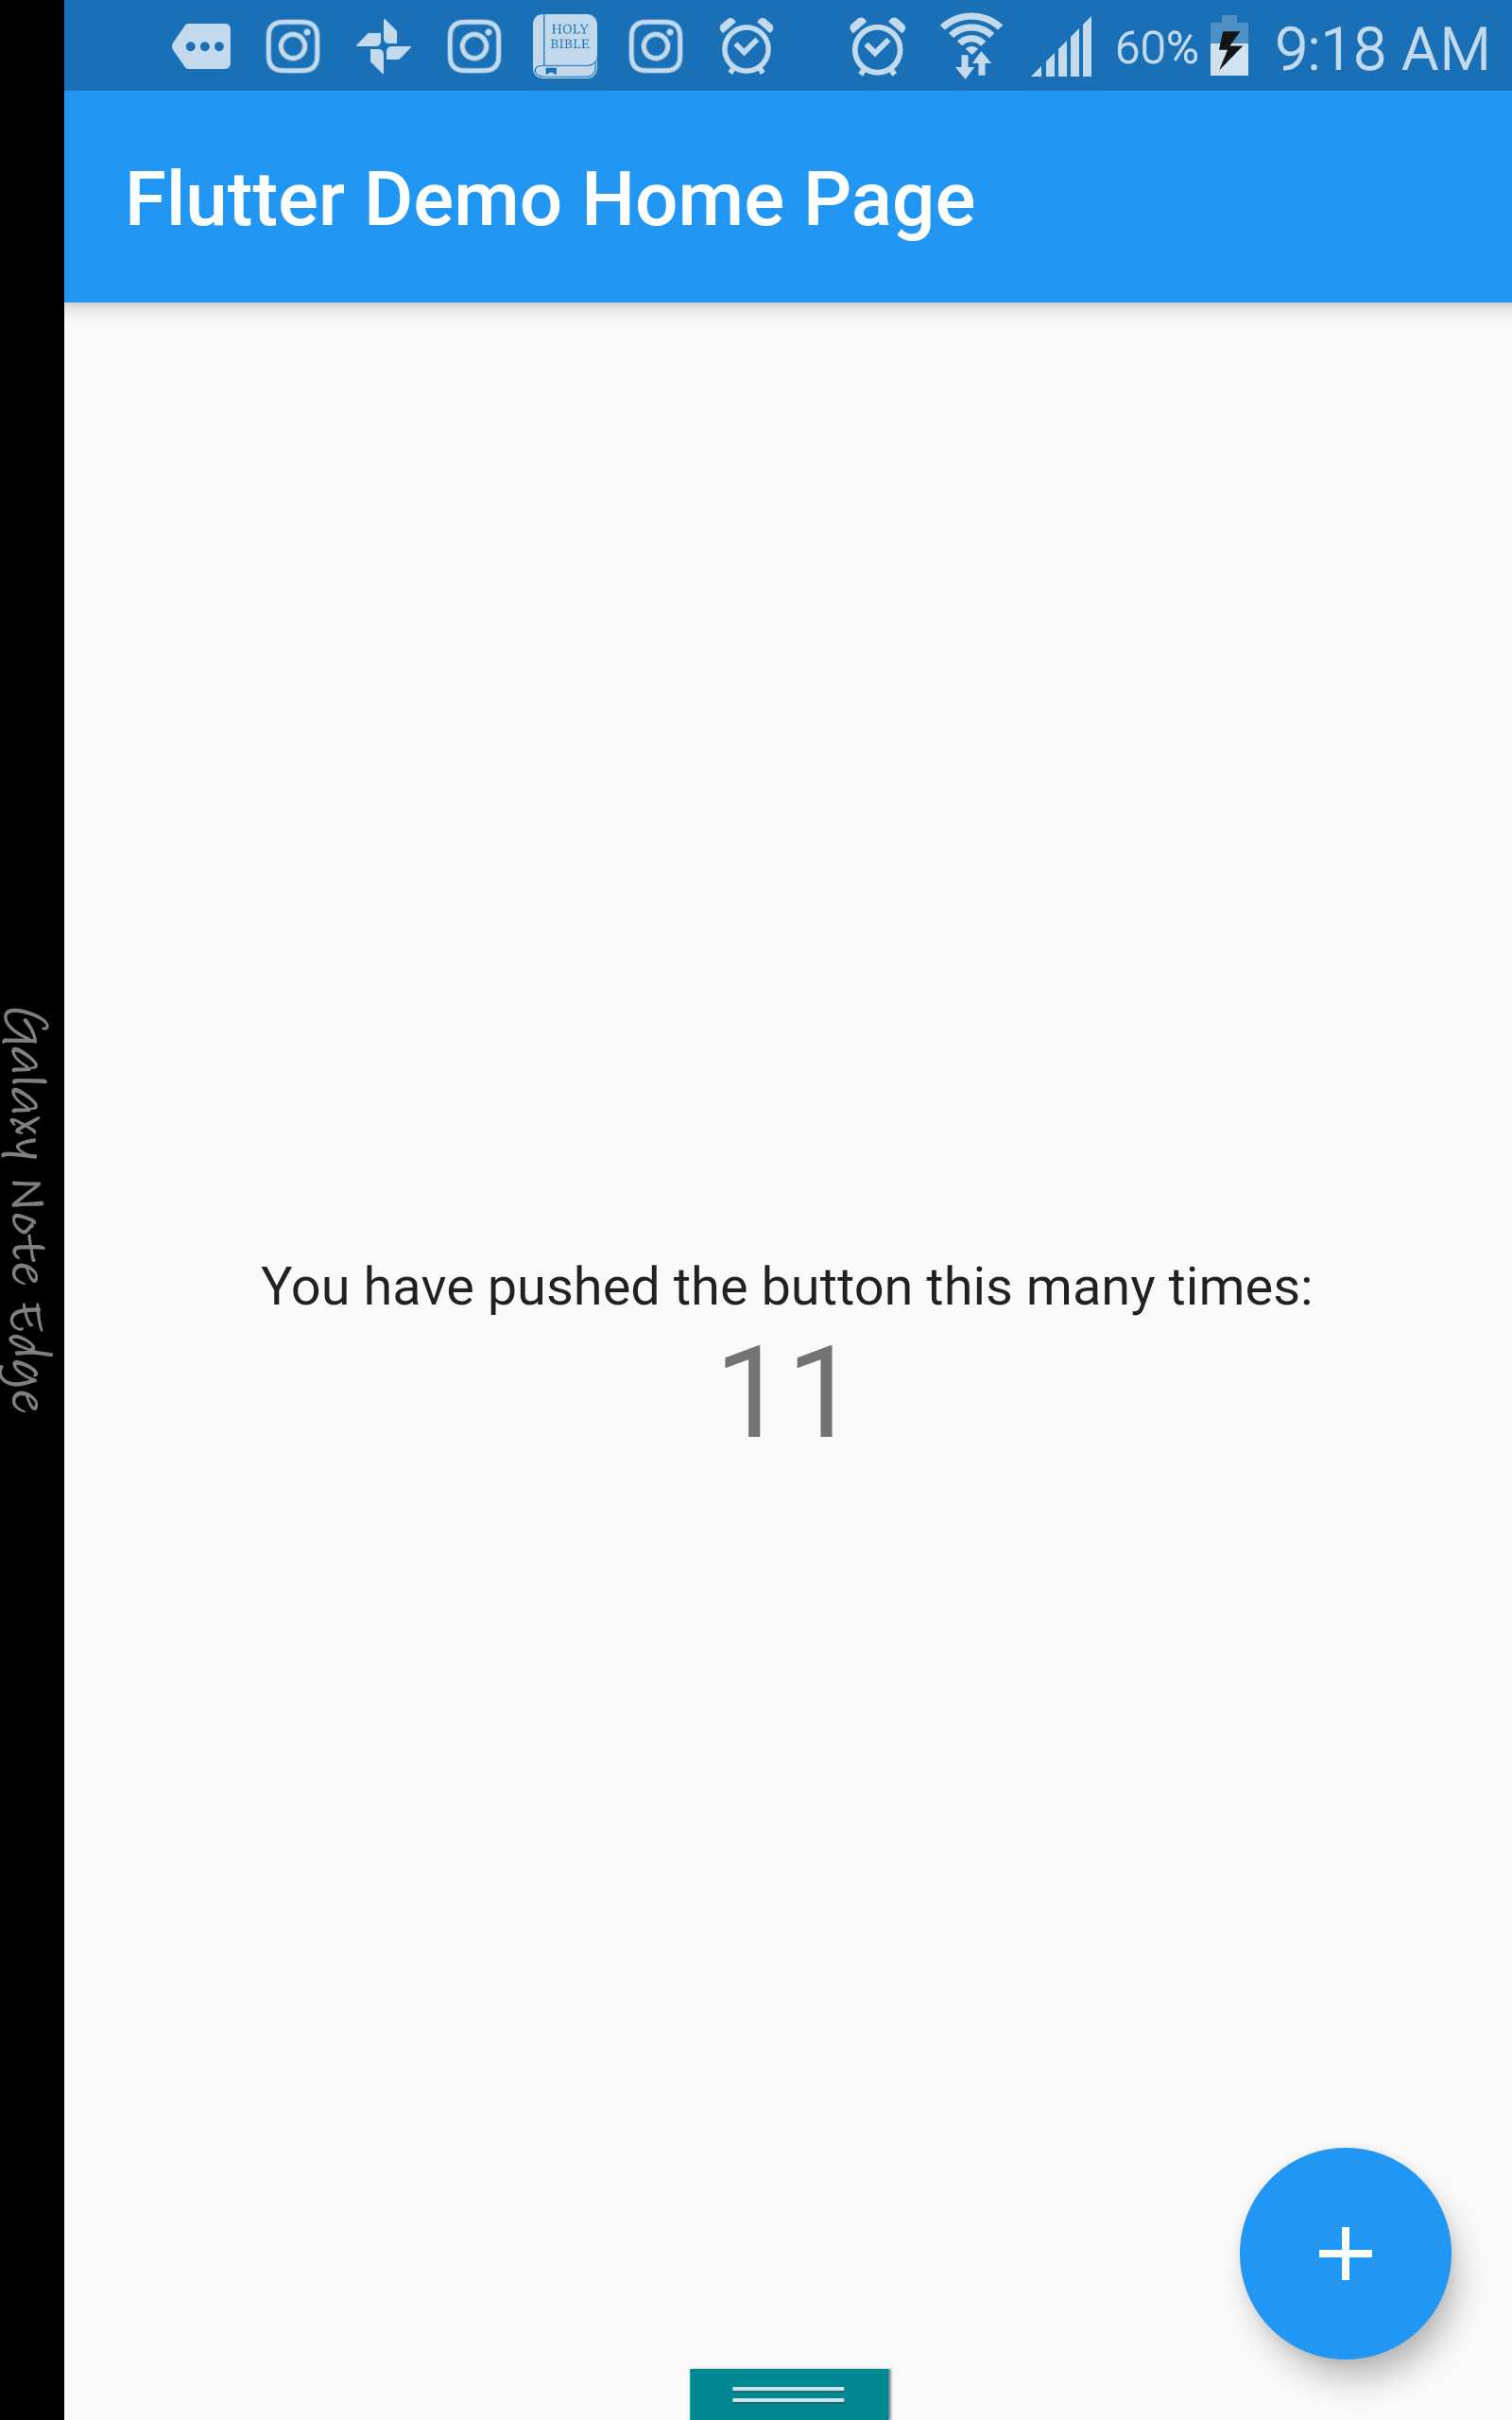 HOLY
BIBLE
60%
9:18 AM
Flutter Demo Home Page
Galaxy Note Edge
You have pushed the button this many times:
11